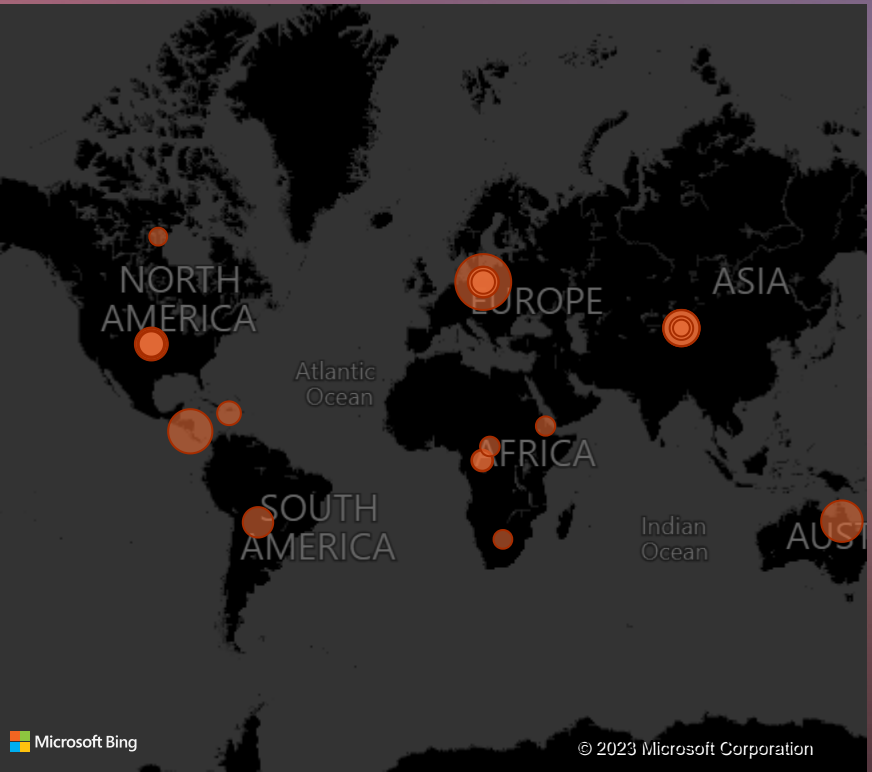 NORTH
AMERICA
ASIA
EUROPE
Atlantic
Ocean
AFRICA
SOUTH
AMERICA
Indian
Ocean
AUST
Microsoft Bing
© 2023 Microsoft Corporation